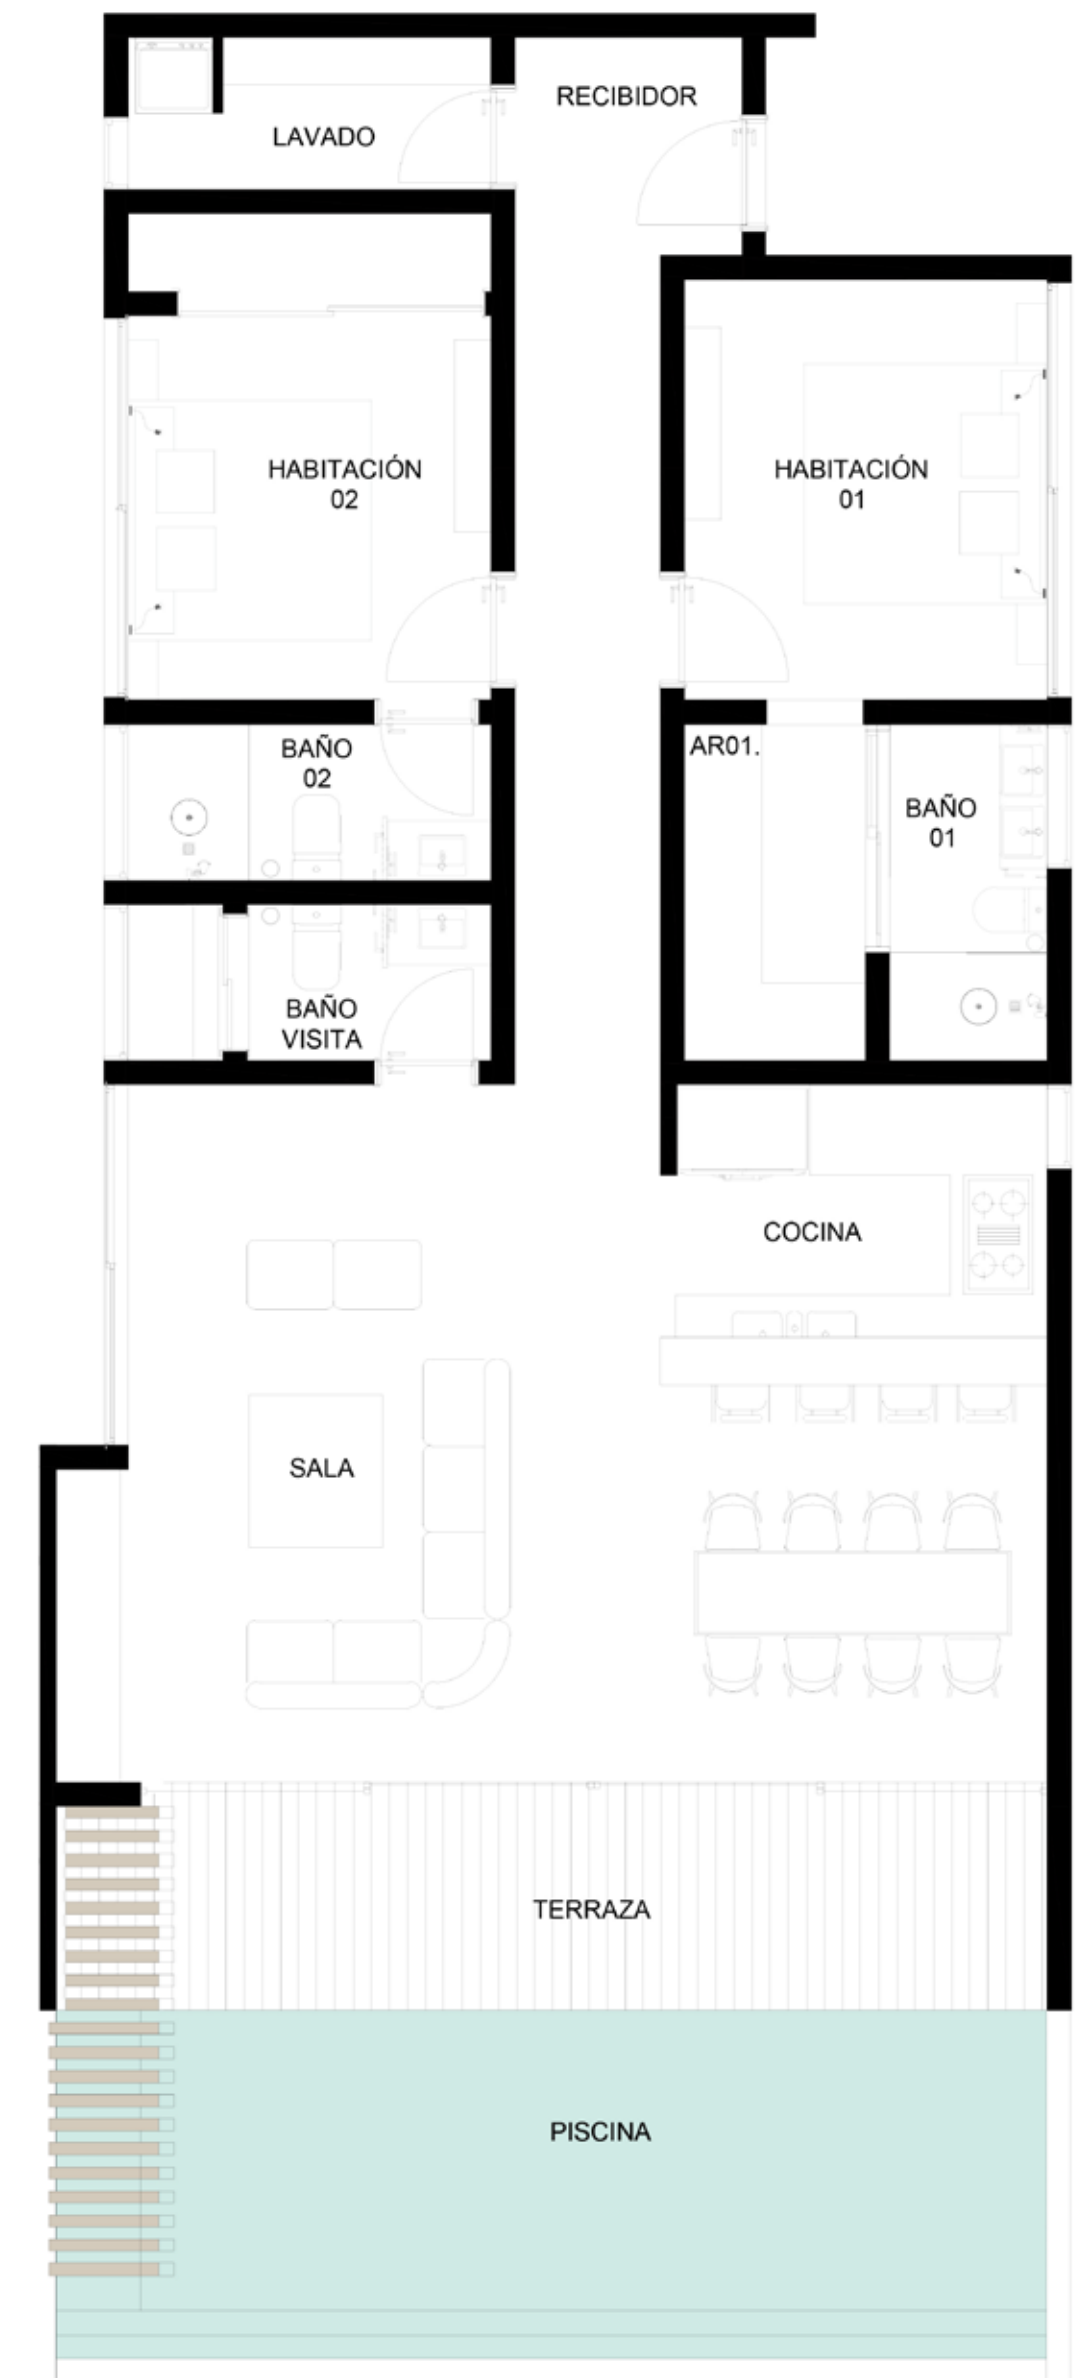 RECIBIDOR
LAVADO
HABITACIÓN
02
HABITACIÓN
01
BAÑO
02
AR01.
BAÑO
01
BAÑO
VISITA
COCINA
SALA
TERRAZA
PISCINA